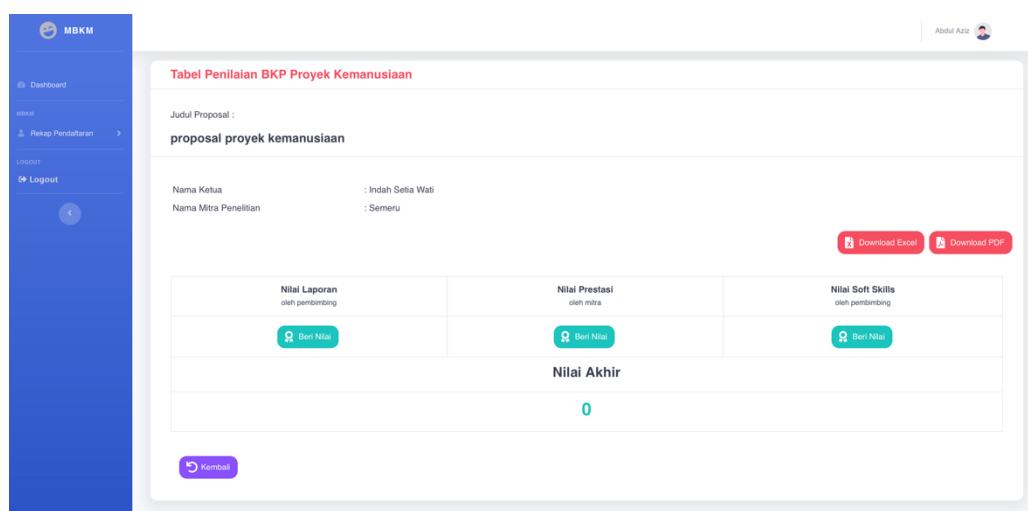 MBKM
Abdul Aziz
Dashboard
MBKM
Rekap Pendaftaran
LOGOUT
Logout
Tabel Penilaian BKP Proyek Kemanusiaan
Judul Proposal :
proposal proyek kemanusiaan
Nama Ketua : Indah Setia Wati
Nama Mitra Penelitian : Semeru
Download Excel Download PDF
Nilai Laporan Nilai Prestasi Nilai Soft Skills
oleh pembimbing oleh mitra oleh pembimbing
Beri Nilai Beri Nilai Beri Nilai
Nilai Akhir
0
Kembali